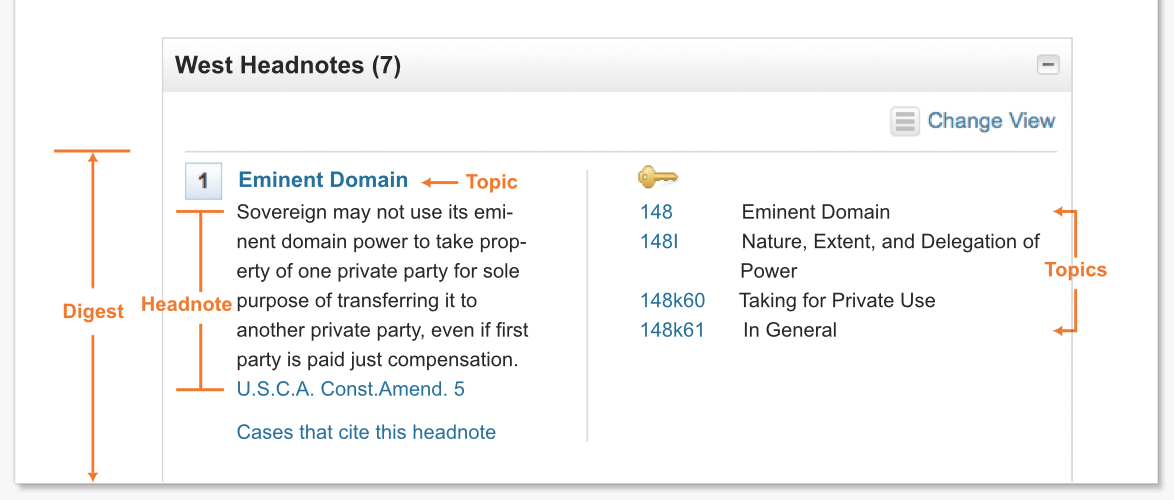 West Headnotes (7)
Change View
1 Eminent Domain Topic
Sovereign may not use its emi-
nent domain power to take prop-
erty of one private party for sole
purpose of transferring it to
another private party, even if first
party is paid just compensation.
U.S.C.A. Const.Amend. 5
Cases that cite this headnote
148 Eminent Domain
148I Nature, Extent, and Delegation of
Power
148k60 Taking for Private Use
148k61 In General
Topics
Headnote
Digest